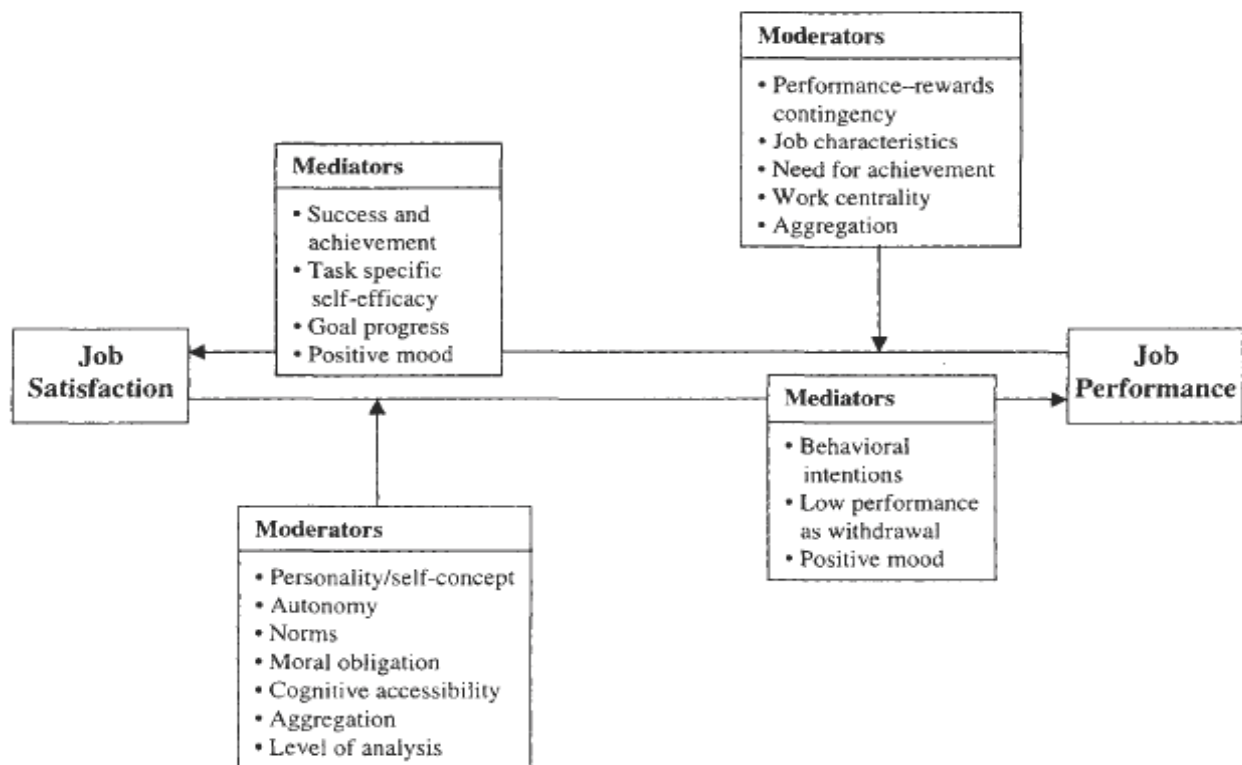 Moderators
• Performance–rewards
contingency
• Job characteristics
• Need for achievement
• Work centrality
• Aggregation
Mediators
• Success and
achievement
• Task specific
self-efficacy
• Goal progress
• Positive mood
Job
Satisfaction
Job
Performance
Mediators
• Behavioral
intentions
• Low performance
as withdrawal
• Positive mood
Moderators
• Personality/self-concept
• Autonomy
• Norms
• Moral obligation
• Cognitive accessibility
• Aggregation
• Level of analysis